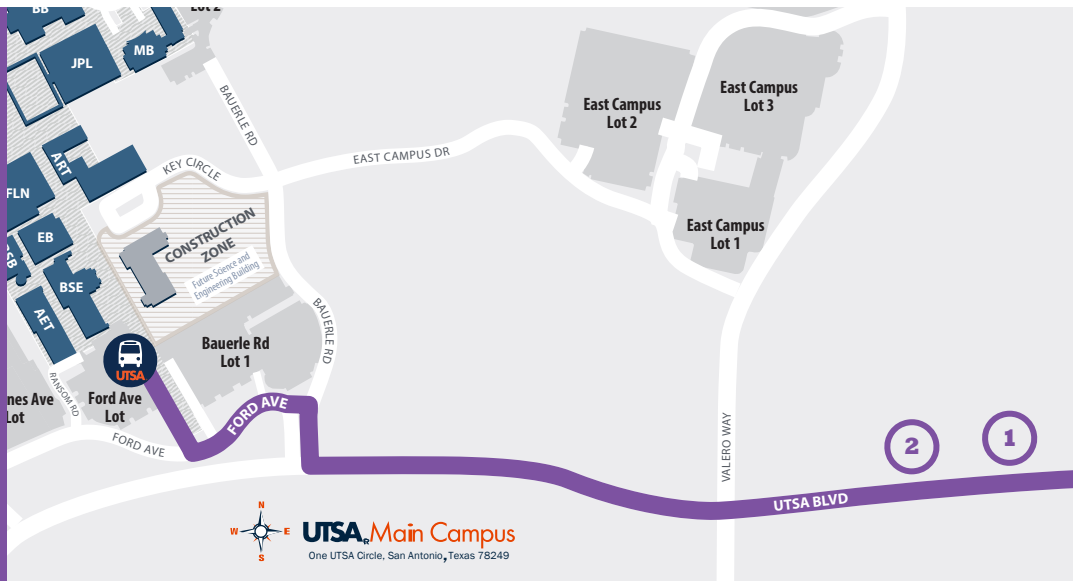 BB
Lot 2
JPL
MB
BAUERLE RD
East Campus
Lot 2
East Campus
Lot 3
EAST CAMPUS DR
KEY CIRCLE
ART
FLN
CONSTRUCTION
ZONE
Future Science and
Engineering Building
East Campus
Lot 1
EB
BSE
AET
UTSA
Bauerle Rd
Lot 1
BAUERLE RD
RANSOM RD
nes Ave
Lot
Ford Ave
Lot
FORD AVE
FORD AVE
VALERO WAY
2
1
UTSA BLVD
N
W
E
S
UTSA® Main Campus
One UTSA Circle, San Antonio, Texas 78249